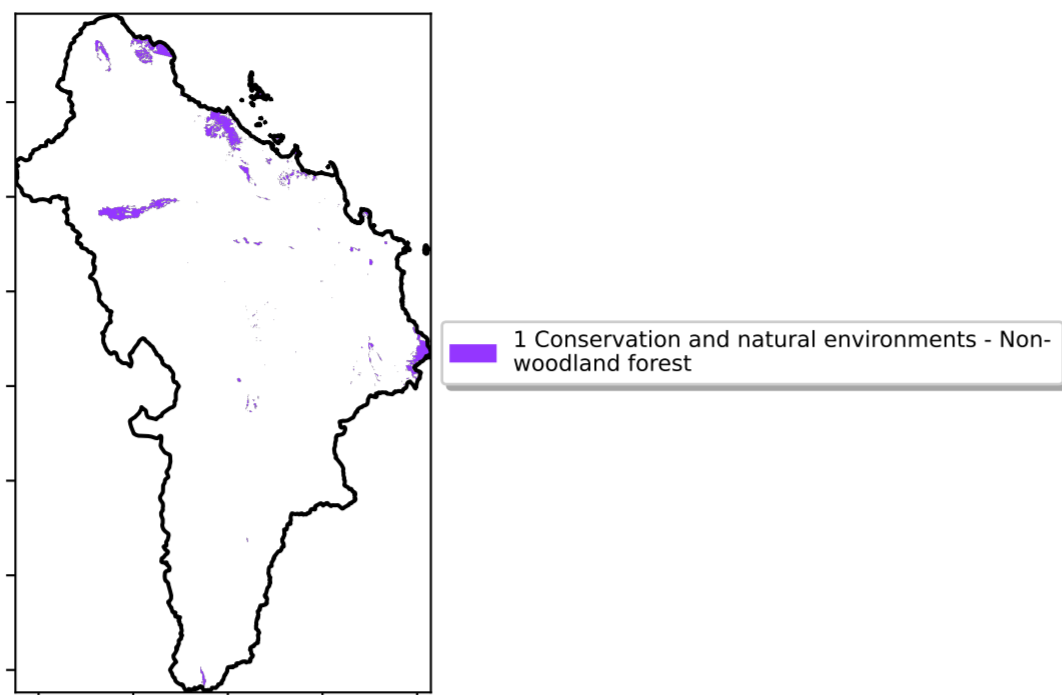 1 Conservation and natural environments - Non-
woodland forest